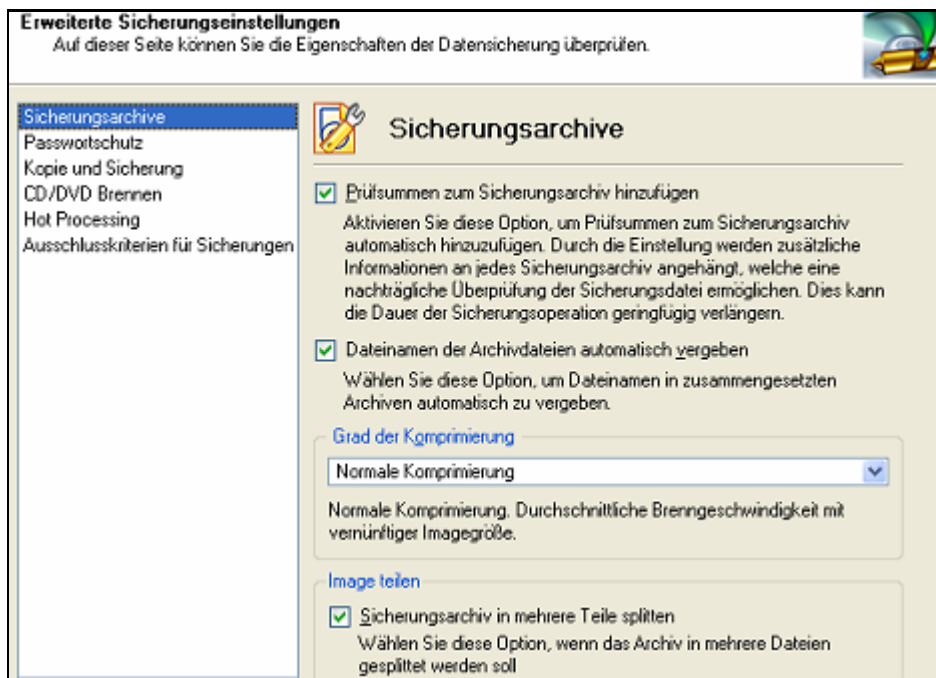 Erweiterte Sicherungseinstellungen
Auf dieser Seite können Sie die Eigenschaften der Datensicherung überprüfen.
Sicherungsarchive
Passwortschutz
Kopie und Sicherung
CD/DVD Brennen
Hot Processing
Ausschlusskriterien für Sicherungen
Sicherungsarchive
Prüfsummen zum Sicherungsarchiv hinzufügen
Aktivieren Sie diese Option, um Prüfsummen zum Sicherungsarchiv
automatisch hinzuzufügen. Durch die Einstellung werden zusätzliche
Informationen an jedes Sicherungsarchiv angehängt, welche eine
nachträgliche Überprüfung der Sicherungsdatei ermöglichen. Dies kann
die Dauer der Sicherungsoperation geringfügig verlängern.
Dateinamen der Archivdateien automatisch vergeben
Wählen Sie diese Option, um Dateinamen in zusammengesetzten
Archiven automatisch zu vergeben.
Grad der Komprimierung
Normale Komprimierung
Normale Komprimierung. Durchschnittliche Brenngeschwindigkeit mit
vernünftiger Imagegröße.
Image teilen
Sicherungsarchiv in mehrere Teile splitten
Wählen Sie diese Option, wenn das Archiv in mehrere Dateien
gesplittet werden soll